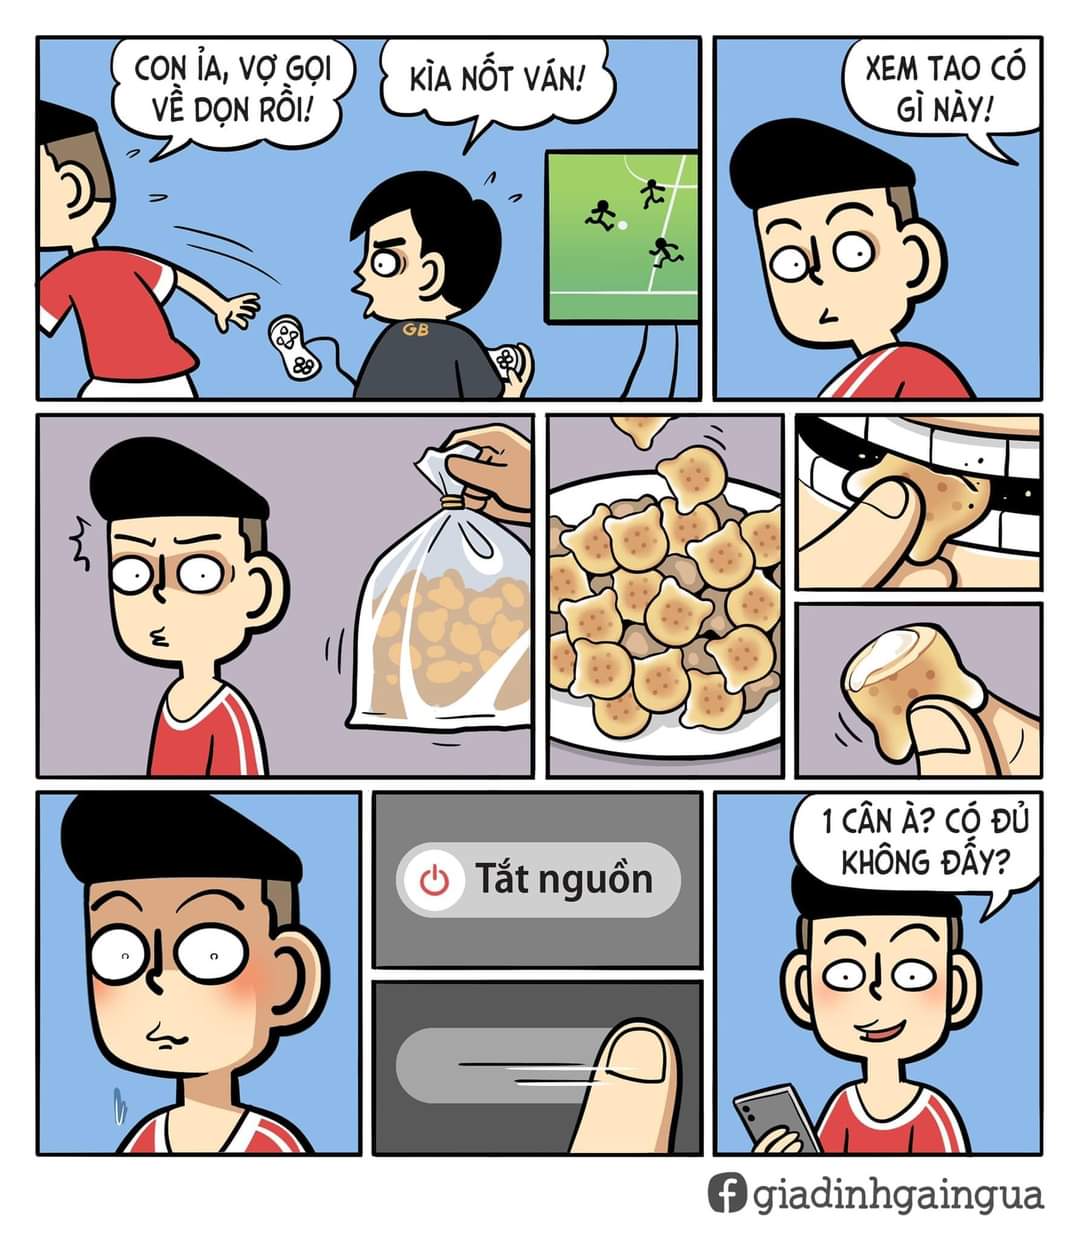 CON ỈA, VỢ GỌI
VỀ DỌN RỒI!
KÌA NỐT VÁN!
GB
XEM TAO CÓ
GÌ NÀY!
Tắt nguồn
1 CÂN À? CÓ ĐỦ
KHÔNG ĐẤY?
giadinhgaingua